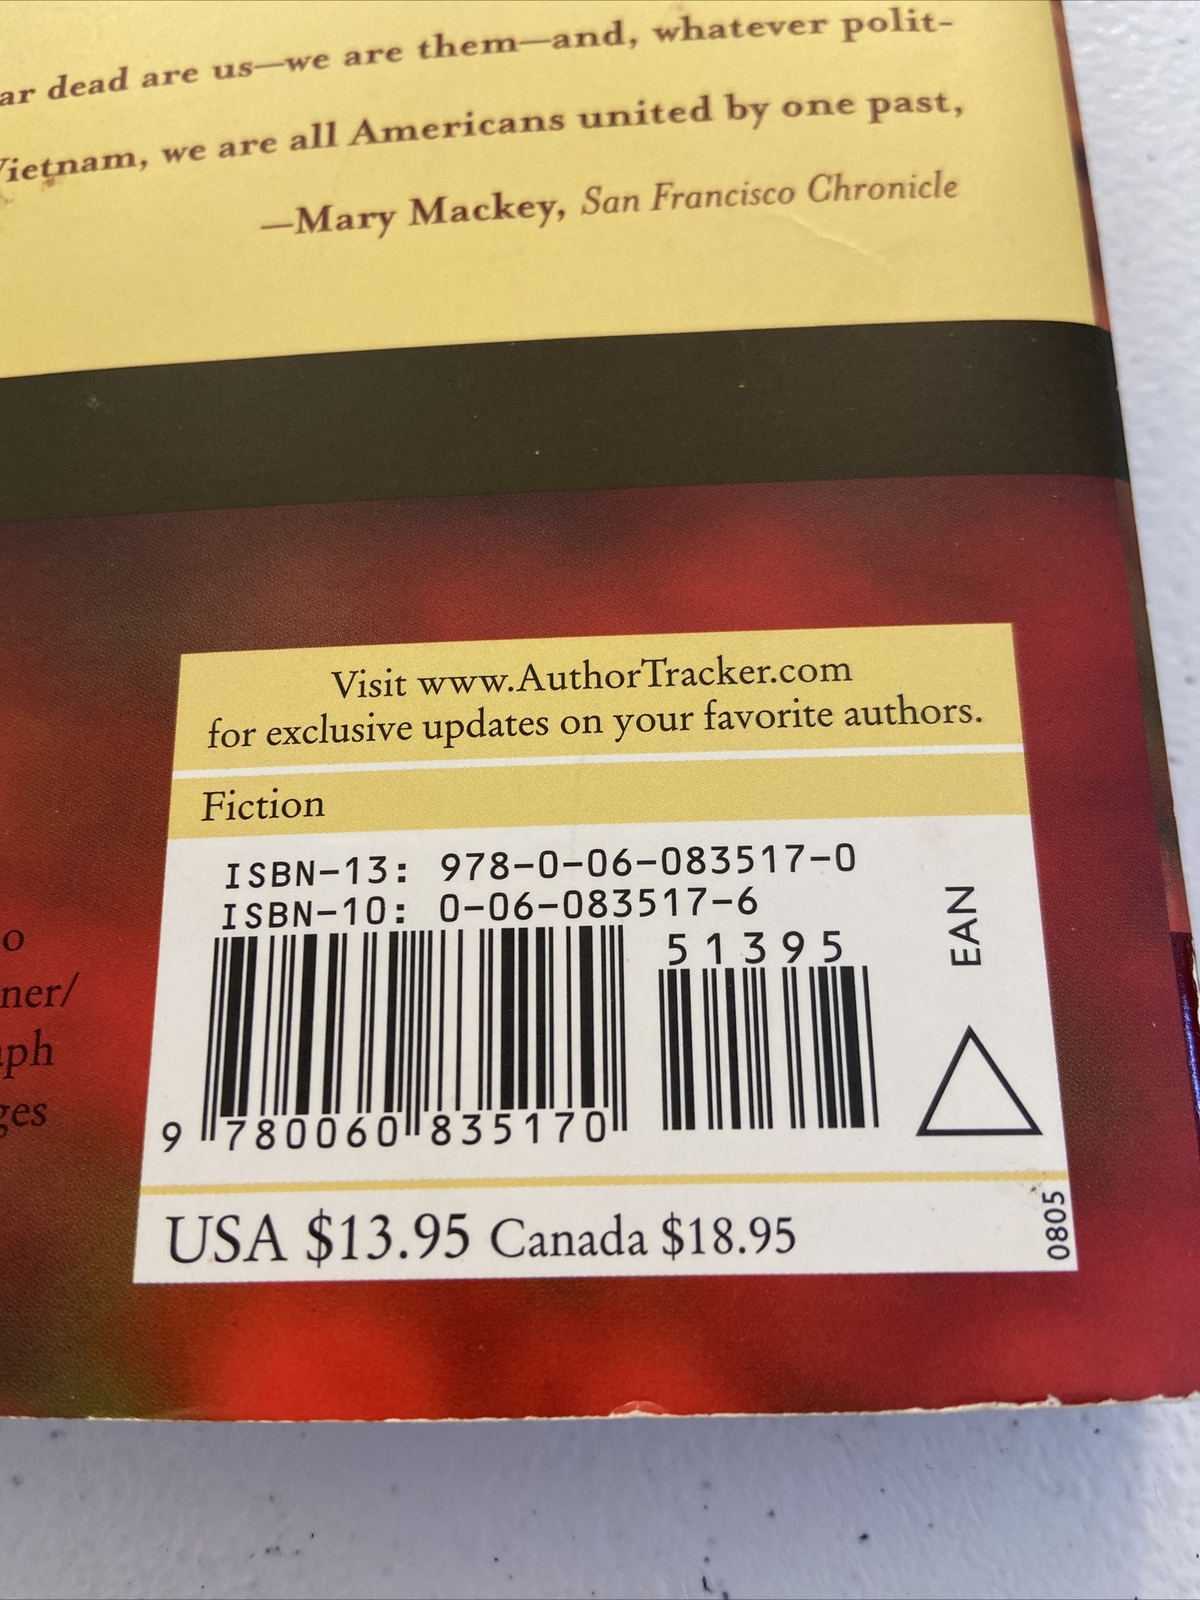 ar dead are us—we are them—and, whatever polit-
Vietnam, we are all Americans united by one past,
—Mary Mackey, San Francisco Chronicle
o
ner/
aph
ges
Visit www.AuthorTracker.com
for exclusive updates on your favorite authors.
Fiction
ISBN-13: 978-0-06-083517-0
ISBN-10: 0-06-083517-6
51395
EAN
9 780060 835170
USA $13.95 Canada $18.95
0805